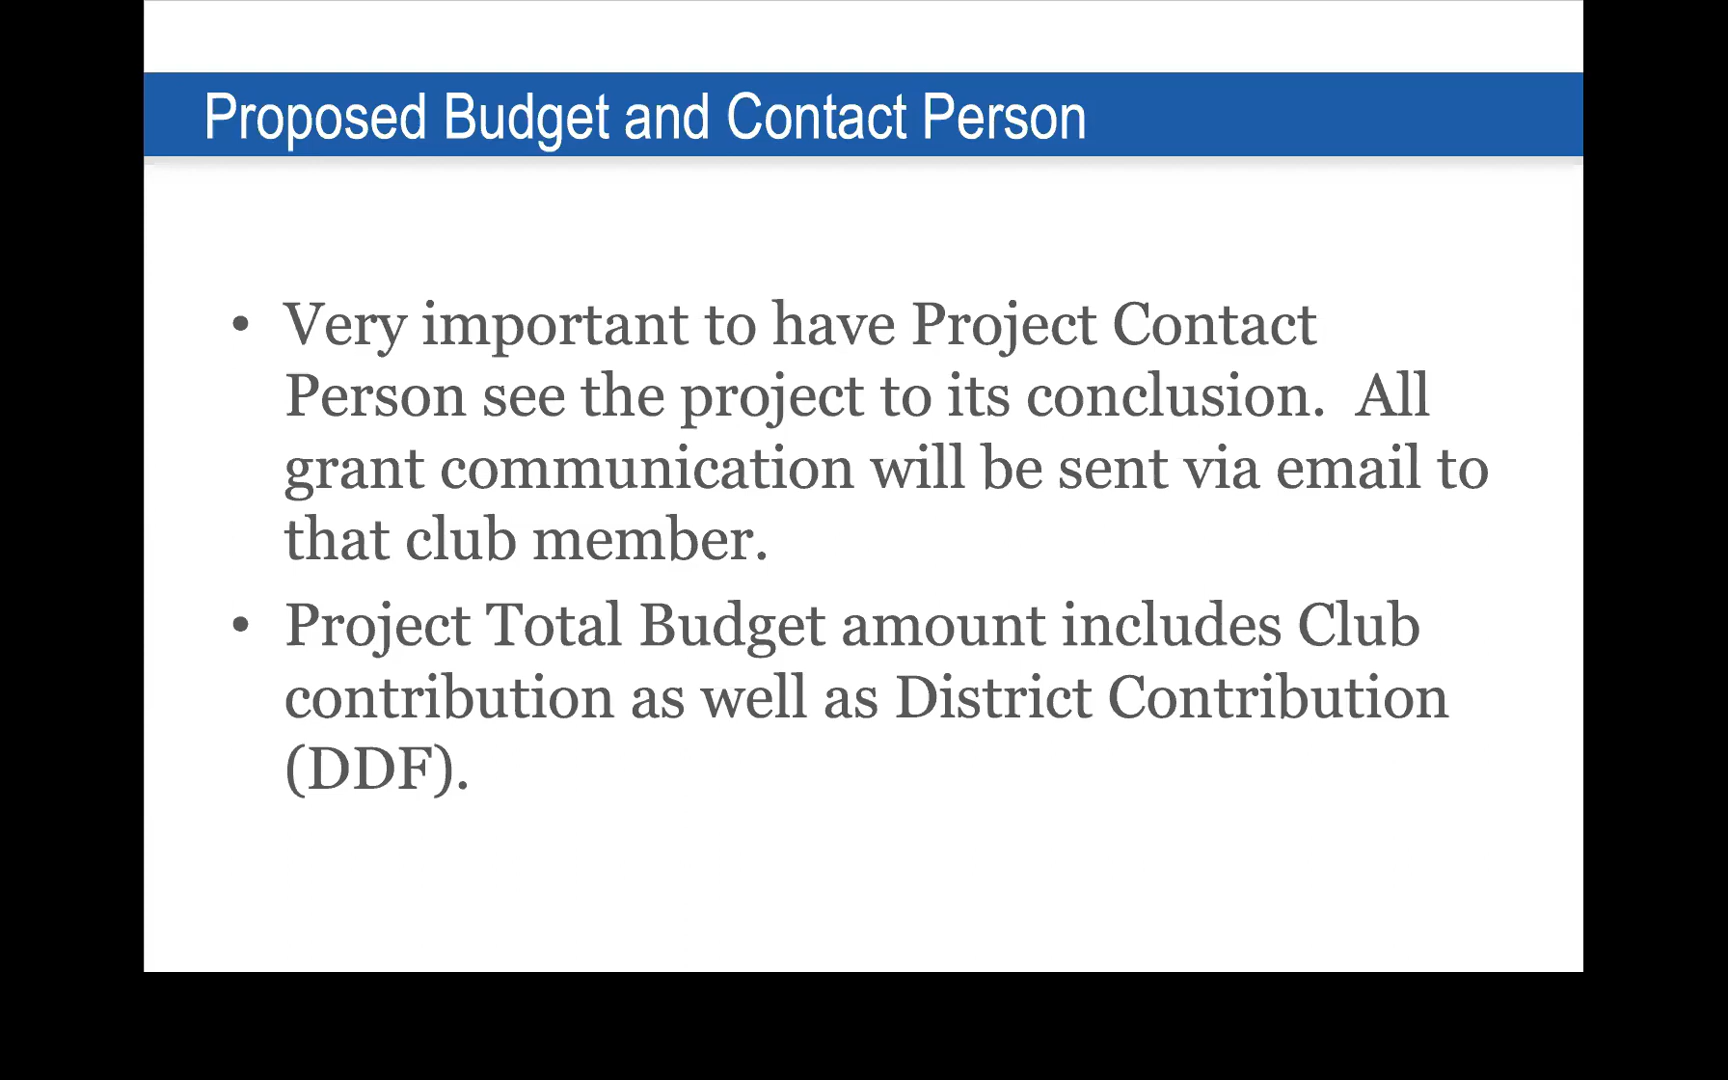 Proposed Budget and Contact Person
• Very important to have Project Contact
Person see the project to its conclusion.  All
grant communication will be sent via email to
that club member.
• Project Total Budget amount includes Club
contribution as well as District Contribution
(DDF).